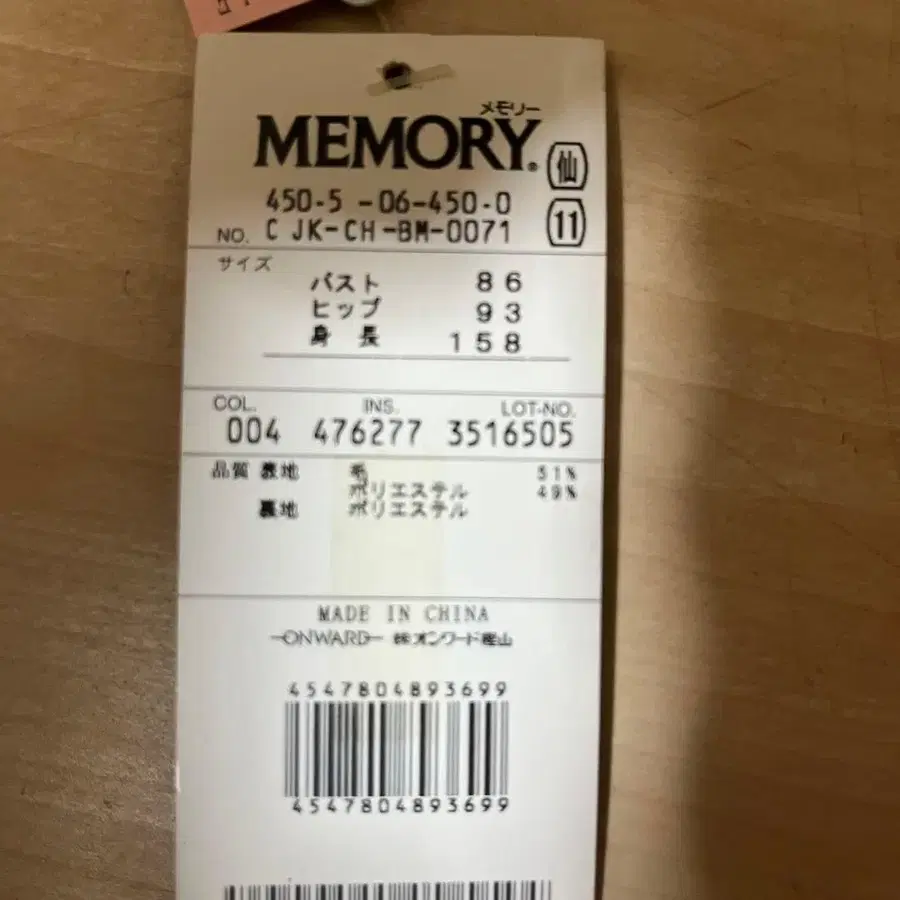 メモリー
MEMORY®
仙
450-5 -06-450-0
NO. C JK-CH-BM-0071
11
サイズ
バスト 86
ヒップ 93
身長 158
COL. INS. LOT-NO.
004 476277 3516505
品質 表地 毛 51%
ポリエステル 49%
裏地 ポリエステル
MADE IN CHINA
ONWARD ㈱オンワード樫山
4547804893699
4547804893699